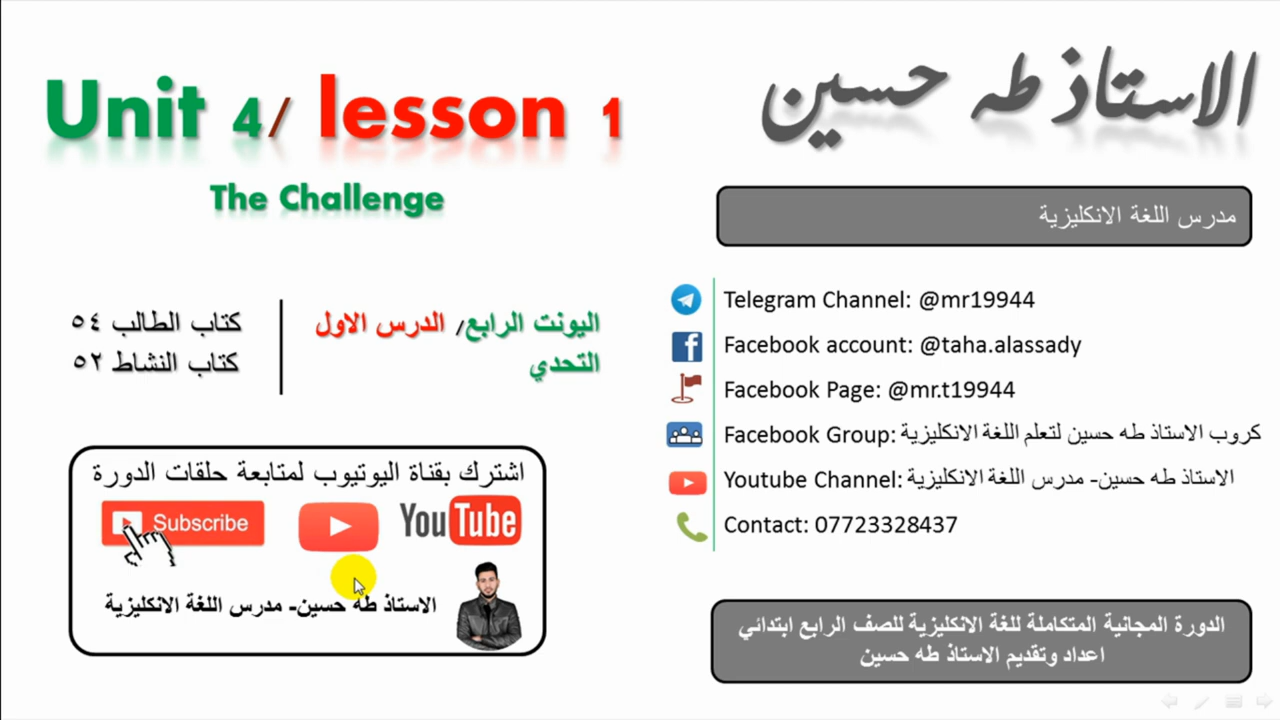 Unit 4/ lesson 1
The Challenge
اليونت الرابع/ الدرس الاول
التحدي
كتاب الطالب ٥٤
كتاب النشاط ٥٢
اشترك بقناة اليوتيوب لمتابعة حلقات الدورة
Subscribe
YouTube
الاستاذ طه حسين- مدرس اللغة الانكليزية
الاستاذ طه حسين
مدرس اللغة الانكليزية
Telegram Channel: @mr19944
Facebook account: @taha.alassady
Facebook Page: @mr.t19944
Facebook Group: كروب الاستاذ طه حسين لتعلم اللغة الانكليزية
Youtube Channel: الاستاذ طه حسين- مدرس اللغة الانكليزية
Contact: 07723328437
الدورة المجانية المتكاملة للغة الانكليزية للصف الرابع ابتدائي
اعداد وتقديم الاستاذ طه حسين